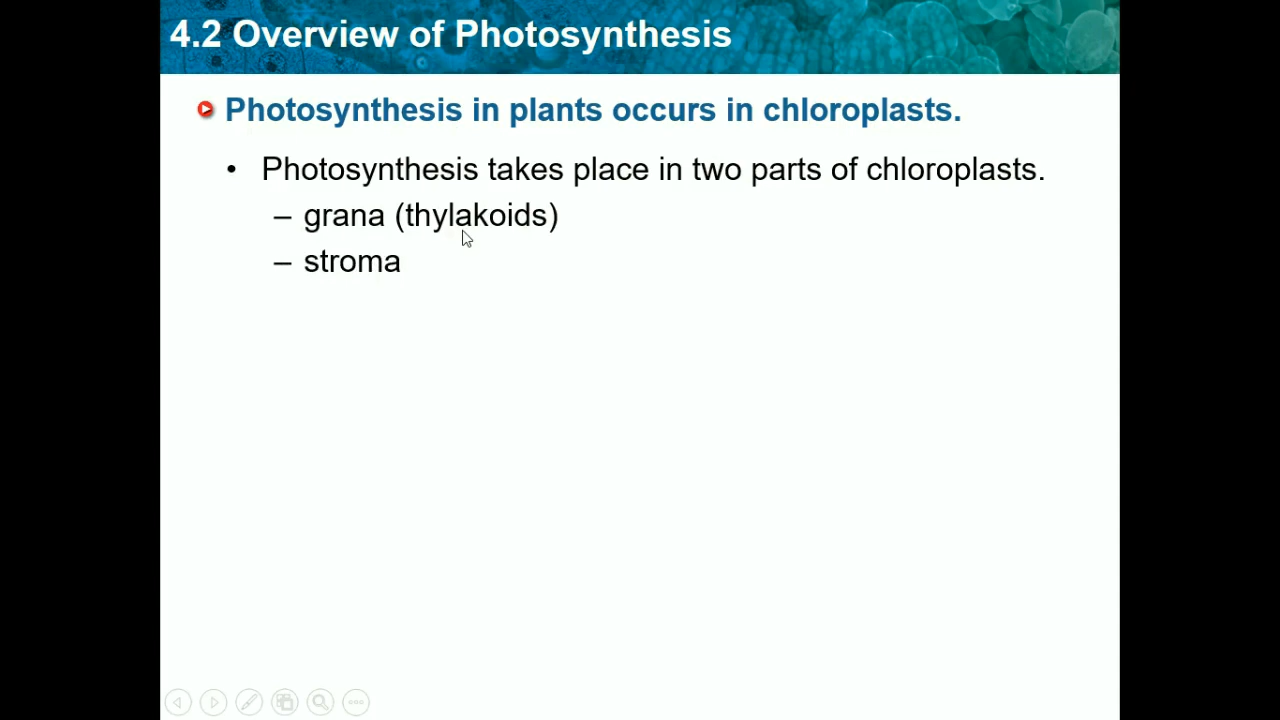 4.2 Overview of Photosynthesis
Photosynthesis in plants occurs in chloroplasts.
• Photosynthesis takes place in two parts of chloroplasts.
– grana (thylakoids)
– stroma